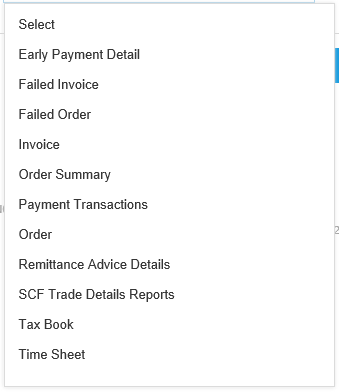 Select
Early Payment Detail
Failed Invoice
Failed Order
Invoice
Order Summary
Payment Transactions
Order
Remittance Advice Details
SCF Trade Details Reports
Tax Book
Time Sheet